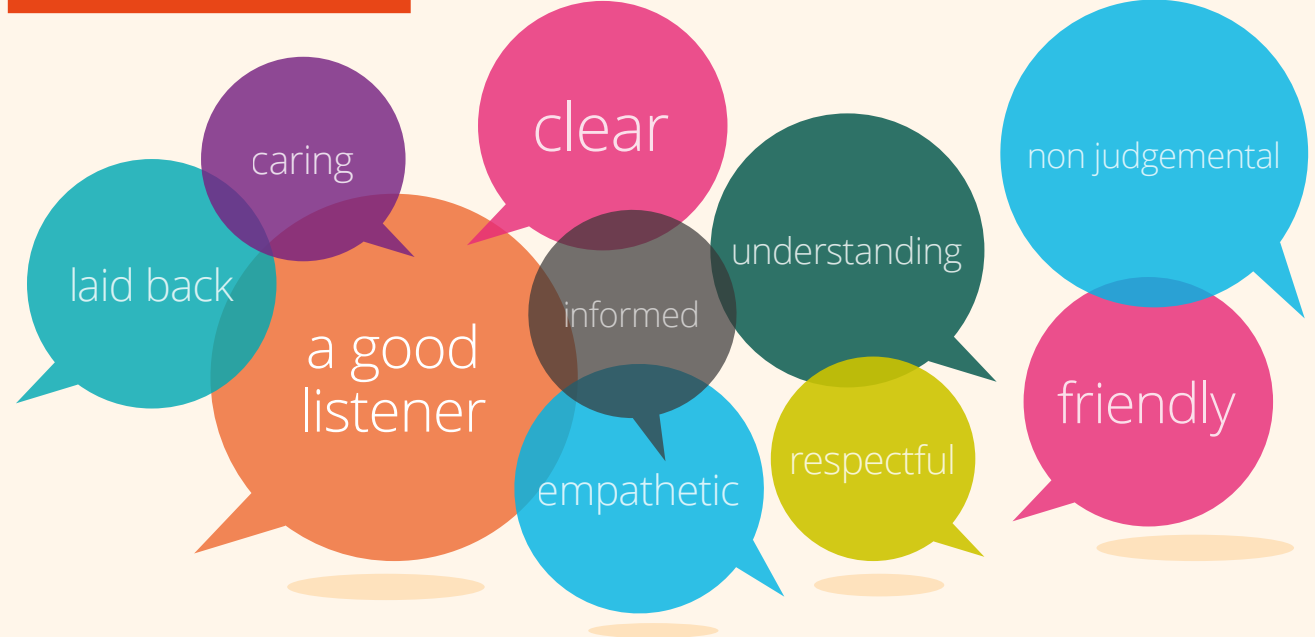 caring
clear
non judgemental
laid back
understanding
a good
listener
informed
friendly
empathetic
respectful